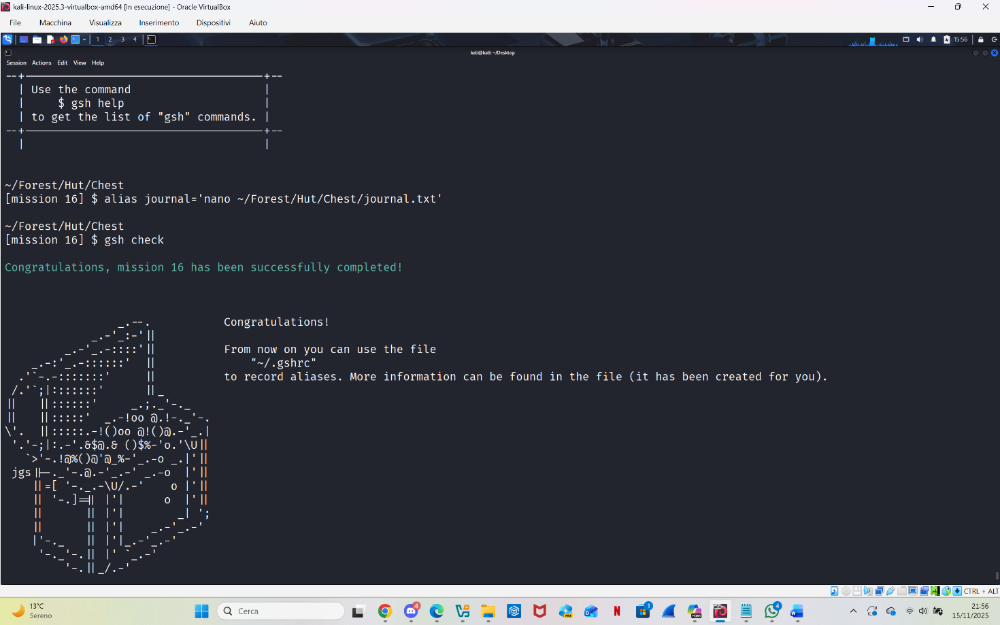 kali-linux-2025.3-virtualbox-amd64 [In esecuzione] - Oracle VirtualBox
File Macchina Visualizza Inserimento Dispositivi Aiuto
1 2 3 4 15:56
kali@kali: ~/Desktop
Session Actions Edit View Help
| Use the command |
| $ gsh help |
| to get the list of "gsh" commands. |
~/Forest/Hut/Chest
[mission 16] $ alias journal='nano ~/Forest/Hut/Chest/journal.txt'
~/Forest/Hut/Chest
[mission 16] $ gsh check
Congratulations, mission 16 has been successfully completed!
Congratulations!
From now on you can use the file
"~/.gshrc"
to record aliases. More information can be found in the file (it has been created for you).
jgs
CTRL + ALT
13°C
Sereno
Cerca
4
1
4
21:56
15/11/2025